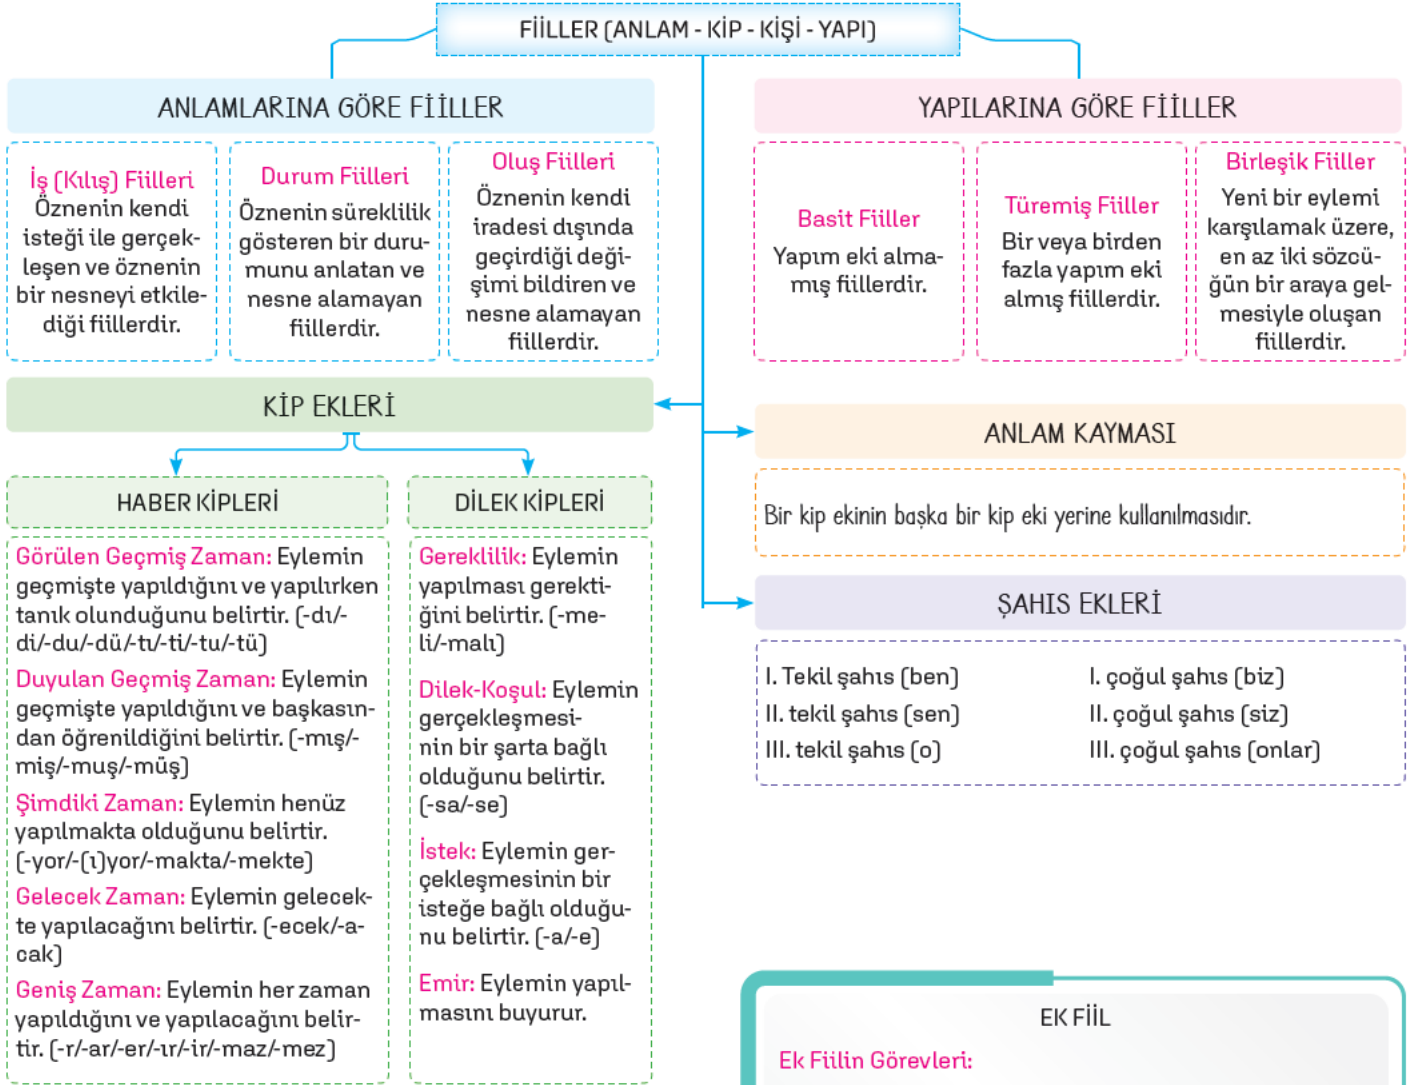 FİİLLER (ANLAM - KİP - KİŞİ - YAPI)
ANLAMLARINA GÖRE FİİLLER
İş (Kılış) Fiilleri
Öznenin kendi
isteği ile gerçek-
leşen ve öznenin
bir nesneyi etkile-
diği fiillerdir.
Durum Fiilleri
Öznenin süreklilik
gösteren bir duru-
munu anlatan ve
nesne alamayan
fiillerdir.
Oluş Fiilleri
Öznenin kendi
iradesi dışında
geçirdiği deği-
şimi bildiren ve
nesne alamayan
fiillerdir.
YAPILARINA GÖRE FİİLLER
Basit Fiiller
Yapım eki alma-
mış fiillerdir.
Türemiş Fiiller
Bir veya birden
fazla yapım eki
almış fiillerdir.
Birleşik Fiiller
Yeni bir eylemi
karşılamak üzere,
en az iki sözcü-
ğün bir araya gel-
mesiyle oluşan
fiillerdir.
KİP EKLERİ
HABER KİPLERİ
Görülen Geçmiş Zaman: Eylemin
geçmişte yapıldığını ve yapılırken
tanık olunduğunu belirtir. (-dı/-
di/-du/-dü/-tı/-ti/-tu/-tü)
Duyulan Geçmiş Zaman: Eylemin
geçmişte yapıldığını ve başkasın-
dan öğrenildiğini belirtir. (-mış/-
miş/-muş/-müş)
Şimdiki Zaman: Eylemin henüz
yapılmakta olduğunu belirtir.
(-yor/-(ı)yor/-makta/-mekte)
Gelecek Zaman: Eylemin gelecek-
te yapılacağını belirtir. (-ecek/-a-
cak)
Geniş Zaman: Eylemin her zaman
yapıldığını ve yapılacağını belir-
tir. (-r/-ar/-er/-ır/-ir/-maz/-mez)
DİLEK KİPLERİ
Gereklilik: Eylemin
yapılması gerekti-
ğini belirtir. (-me-
li/-malı)
Dilek-Koşul: Eylemin
gerçekleşmesi-
nin bir şarta bağlı
olduğunu belirtir.
(-sa/-se)
İstek: Eylemin ger-
çekleşmesinin bir
isteğe bağlı olduğu-
nu belirtir. (-a/-e)
Emir: Eylemin yapıl-
masını buyurur.
ANLAM KAYMASI
Bir kip ekinin başka bir kip eki yerine kullanılmasıdır.
ŞAHIS EKLERİ
I. Tekil şahıs (ben)
II. tekil şahıs (sen)
III. tekil şahıs (o)
I. çoğul şahıs (biz)
II. çoğul şahıs (siz)
III. çoğul şahıs (onlar)
EK FİİL
Ek Fiilin Görevleri: